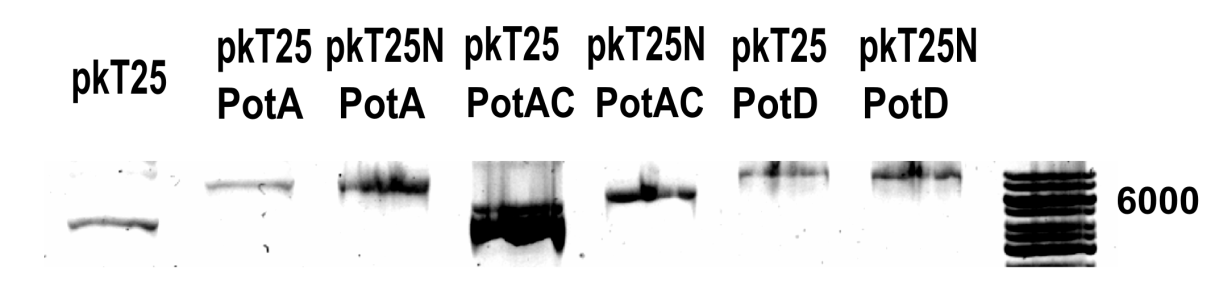 pkT25
pkT25 PotA
pkT25N PotA
pkT25 PotAC
pkT25N PotAC
pkT25 PotD
pkT25N PotD
6000